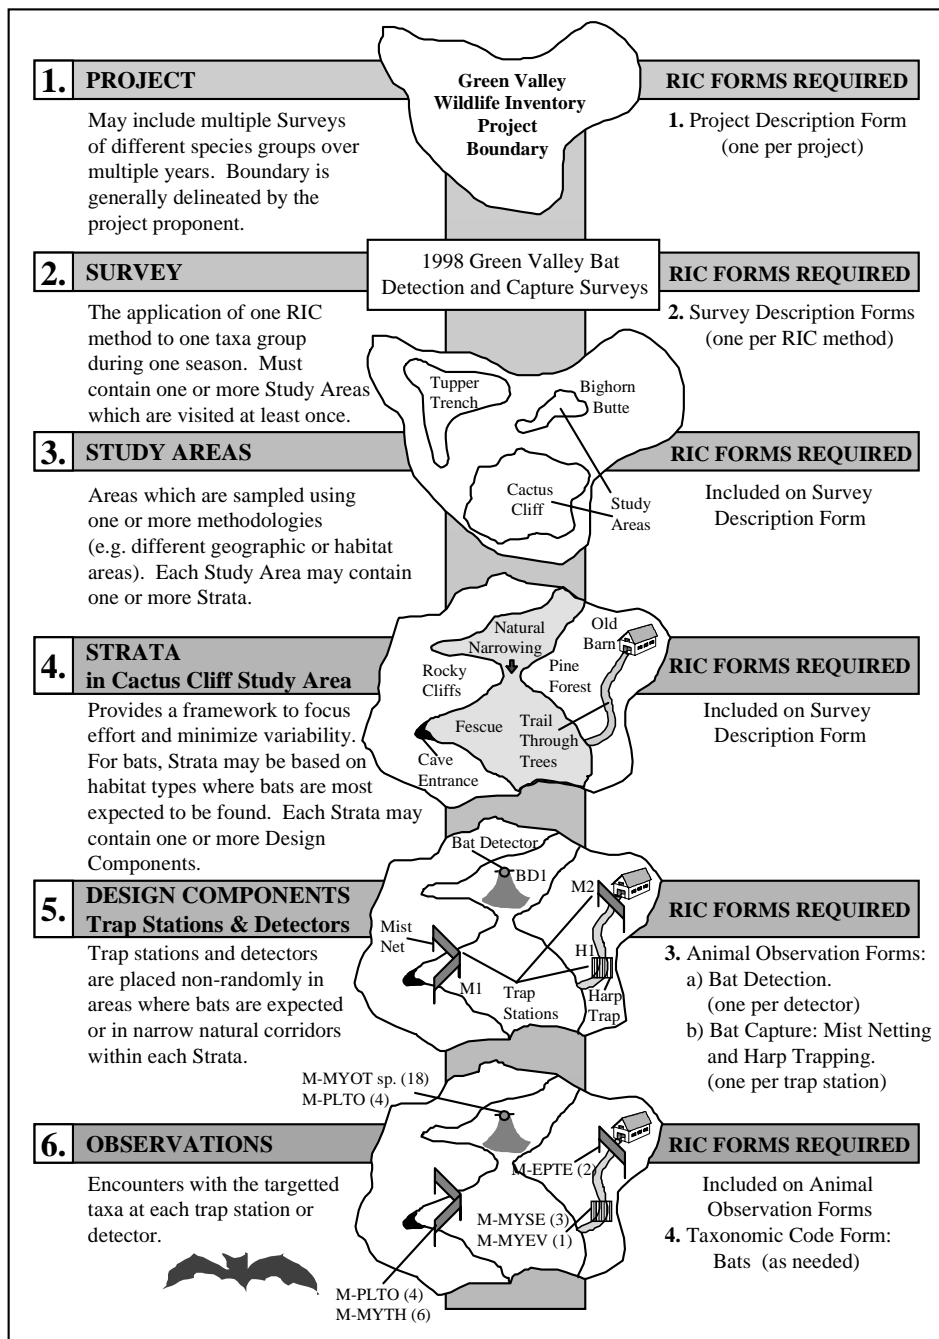 1. PROJECT
May include multiple Surveys
of different species groups over
multiple years.  Boundary is
generally delineated by the
project proponent.
Green Valley
Wildlife Inventory
Project
Boundary
RIC FORMS REQUIRED
1. Project Description Form
(one per project)
2. SURVEY
The application of one RIC
method to one taxa group
during one season.  Must
contain one or more Study Areas
which are visited at least once.
1998 Green Valley Bat
Detection and Capture Surveys
RIC FORMS REQUIRED
2. Survey Description Forms
(one per RIC method)
Tupper
Trench
Bighorn
Butte
Cactus
Cliff
Study
Areas
3. STUDY AREAS
Areas which are sampled using
one or more methodologies
(e.g. different geographic or habitat
areas).  Each Study Area may contain
one or more Strata.
RIC FORMS REQUIRED
Included on Survey
Description Form
4. STRATA
in Cactus Cliff Study Area
Provides a framework to focus
effort and minimize variability.
For bats, Strata may be based on
habitat types where bats are most
expected to be found.  Each Strata may
contain one or more Design
Components.
Natural
Narrowing
Old
Barn
Rocky
Cliffs
Pine
Forest
Fescue
Trail
Through
Trees
Cave
Entrance
RIC FORMS REQUIRED
Included on Survey
Description Form
5. DESIGN COMPONENTS
Trap Stations & Detectors
Trap stations and detectors
are placed non-randomly in
areas where bats are expected
or in narrow natural corridors
within each Strata.
Bat Detector
BD1
M2
Mist
Net
H1
M1
Trap
Stations
Harp
Trap
RIC FORMS REQUIRED
3. Animal Observation Forms:
a) Bat Detection.
(one per detector)
b) Bat Capture: Mist Netting
and Harp Trapping.
(one per trap station)
6. OBSERVATIONS
Encounters with the targetted
taxa at each trap station or
detector.
M-MYOT sp. (18)
M-PLTO (4)
M-EPTE (2)
M-MYSE (3)
M-MYEV (1)
M-PLTO (4)
M-MYTH (6)
RIC FORMS REQUIRED
Included on Animal
Observation Forms
4. Taxonomic Code Form:
Bats  (as needed)